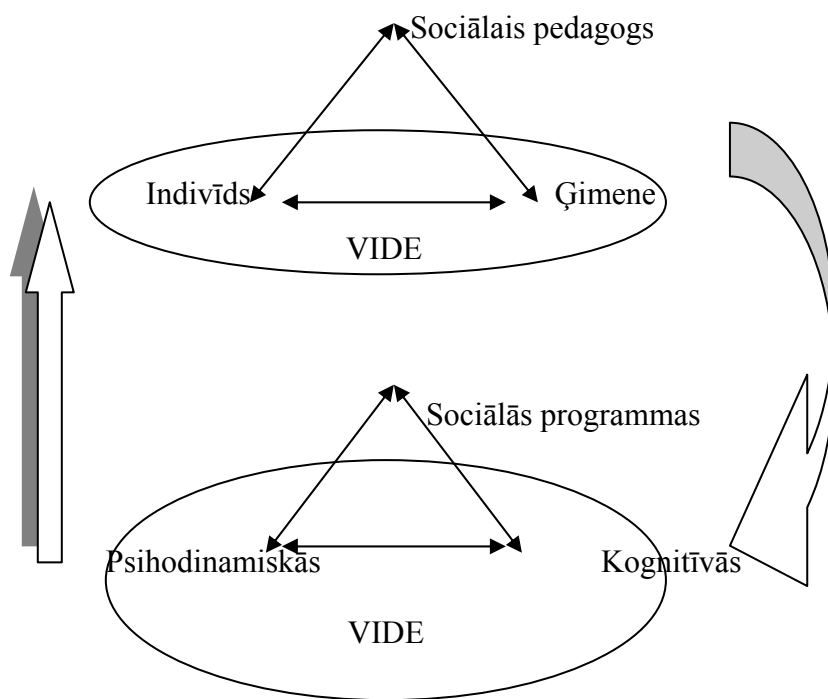 Sociālais pedagogs
Indivīds Ģimene
VIDE
Sociālās programmas
Psihodinamiskās Kognitīvās
VIDE